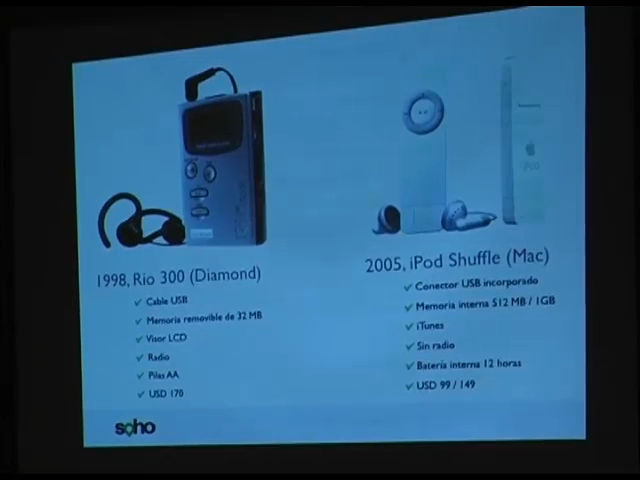 1998, Rio 300 (Diamond)
Cable USB
Memoria removible de 32 MB
Visor LCD
Radio
Pilas AA
USD 170
2005, iPod Shuffle (Mac)
Conector USB incorporado
Memoria interna 512 MB / 1GB
iTunes
Sin radio
Batería interna 12 horas
USD 99 / 149
soho